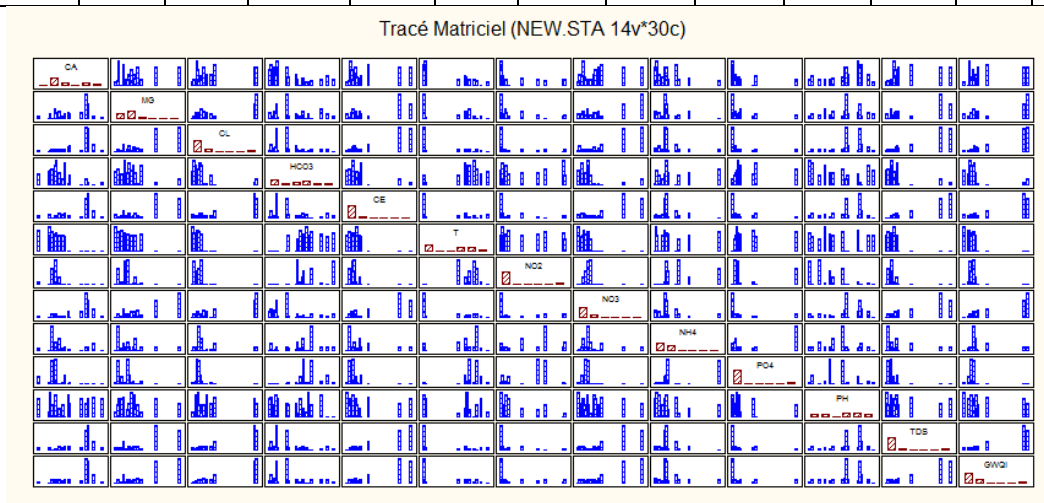 Tracé Matriciel (NEW.STA 14v*30c)
CA
MG
CL
HCO3
CE
T
NO2
NO3
NH4
PO4
PH
TDS
GWQI